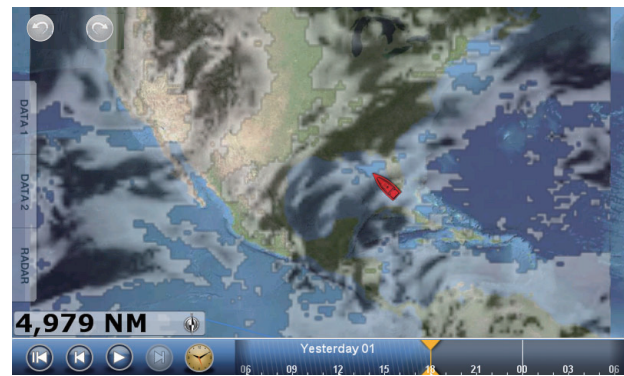 DATA 1
DATA 2
RADAR
4,979 NM
Yesterday 01
06 09 12 15 18 21 00 03 06